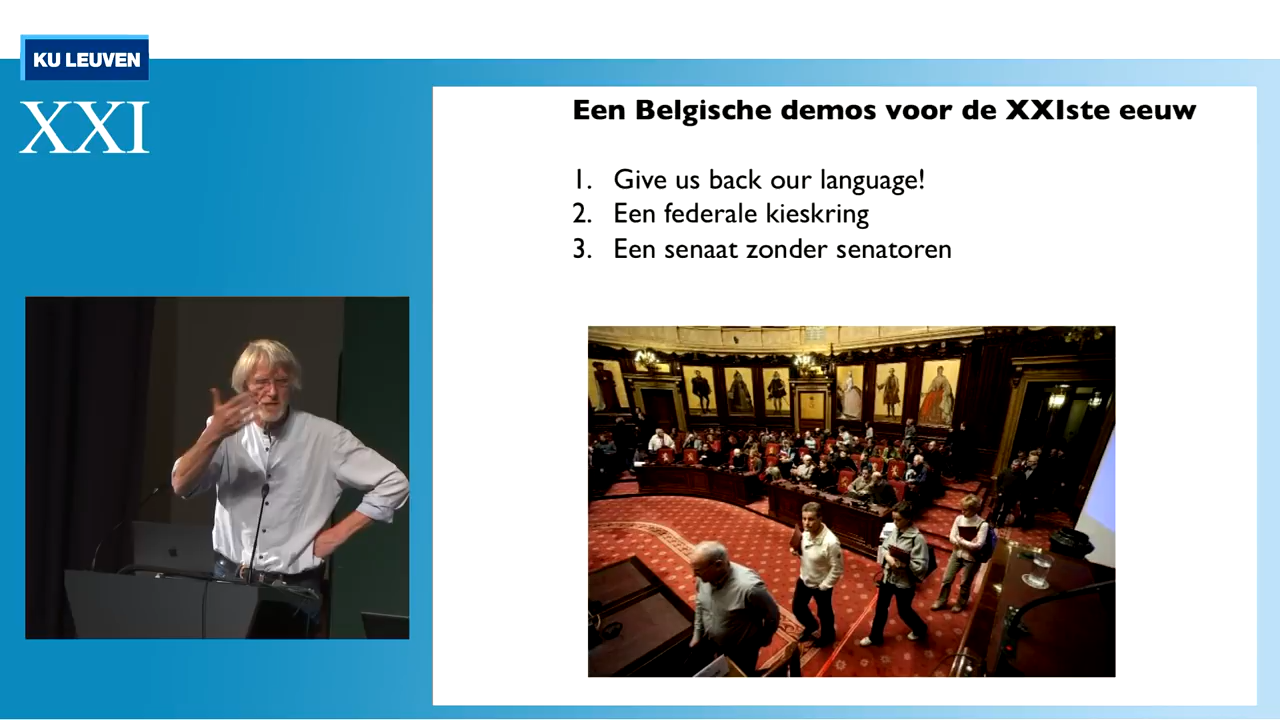 KU LEUVEN
XXI
Een Belgische demos voor de XXIste eeuw
1. Give us back our language!
2. Een federale kieskring
3. Een senaat zonder senatoren